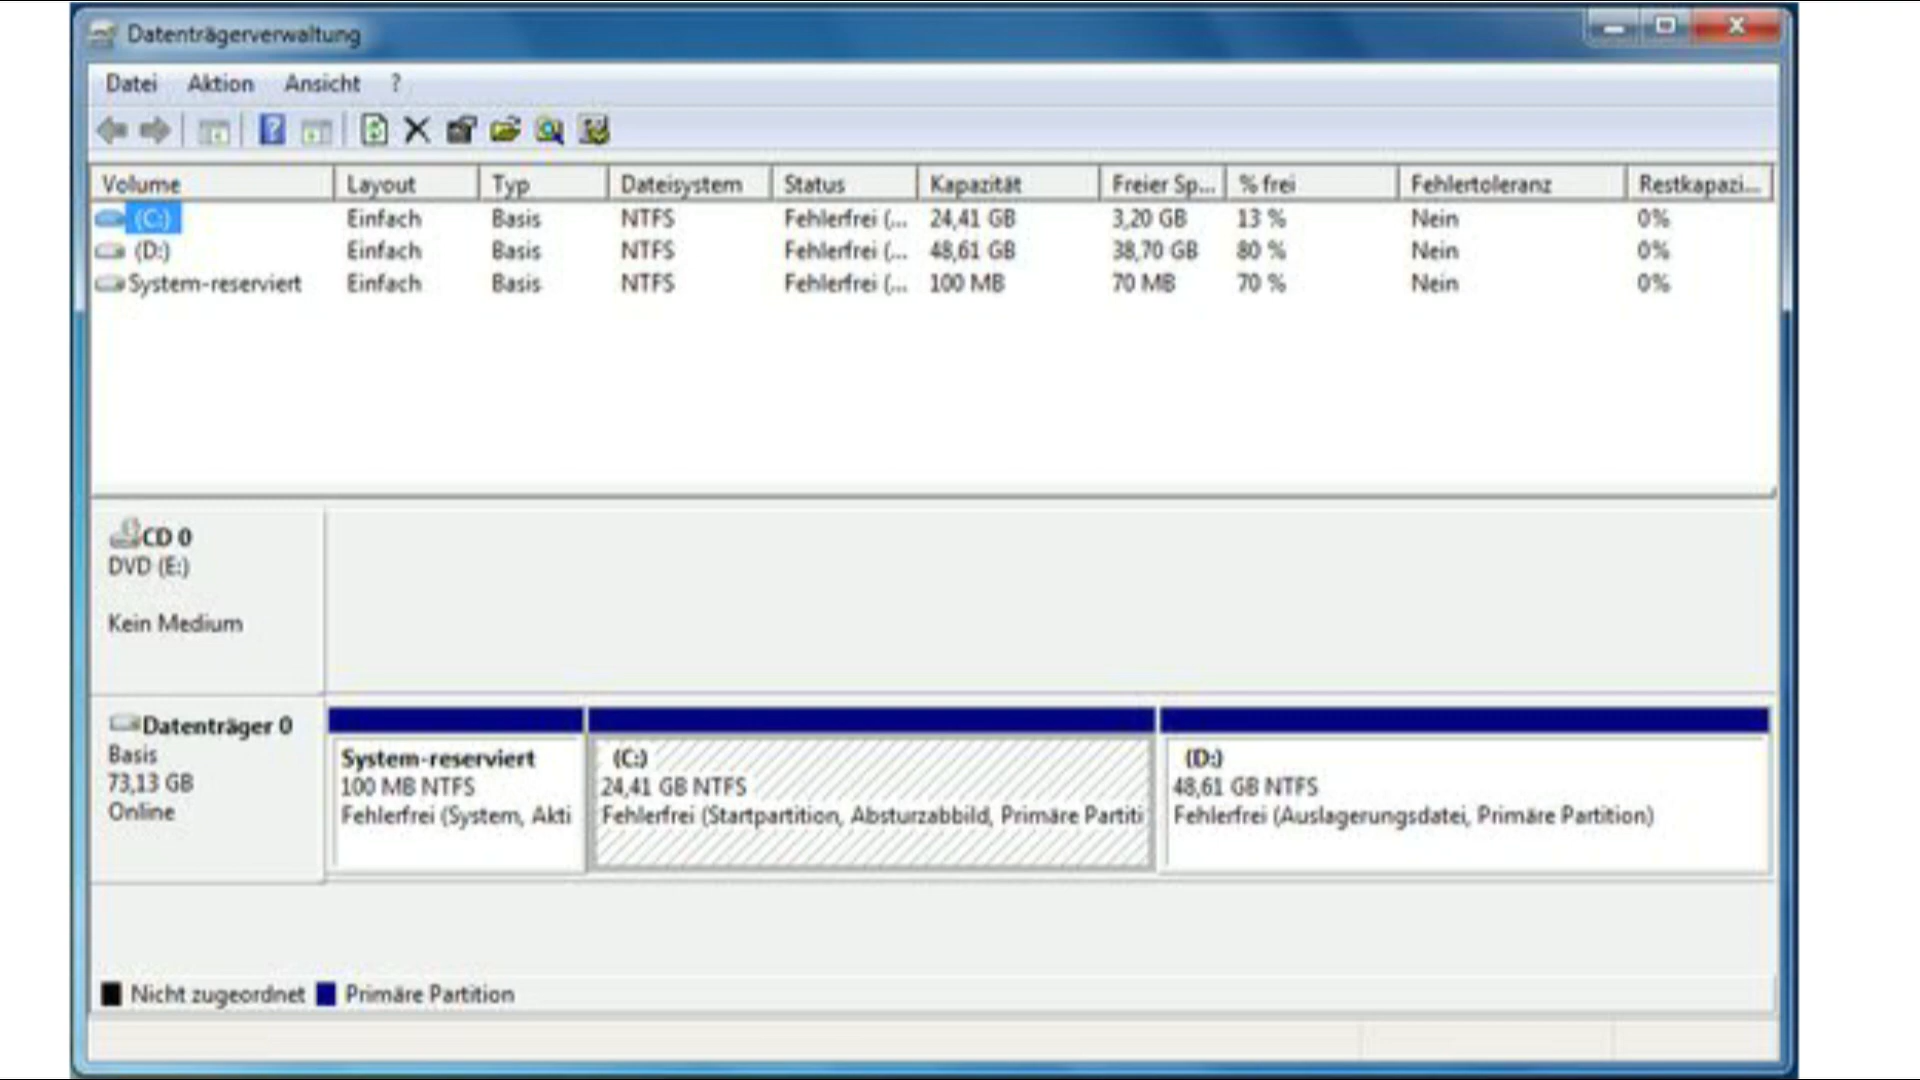 Datenträgerverwaltung
Datei Aktion Ansicht ?
Volume Layout Typ Dateisystem Status Kapazität Freier Sp... % frei Fehlertoleranz Restkapazi...
(C:) Einfach Basis NTFS Fehlerfrei (... 24,41 GB 3,20 GB 13 % Nein 0%
(D:) Einfach Basis NTFS Fehlerfrei (... 48,61 GB 38,70 GB 80 % Nein 0%
System-reserviert Einfach Basis NTFS Fehlerfrei (... 100 MB 70 MB 70 % Nein 0%
CD 0
DVD (E:)
Kein Medium
Datenträger 0
Basis
73,13 GB
Online
System-reserviert
100 MB NTFS
Fehlerfrei (System, Akti
(C:)
24,41 GB NTFS
Fehlerfrei (Startpartition, Absturzabbild, Primäre Partiti
(D:)
48,61 GB NTFS
Fehlerfrei (Auslagerungsdatei, Primäre Partition)
Nicht zugeordnet Primäre Partition